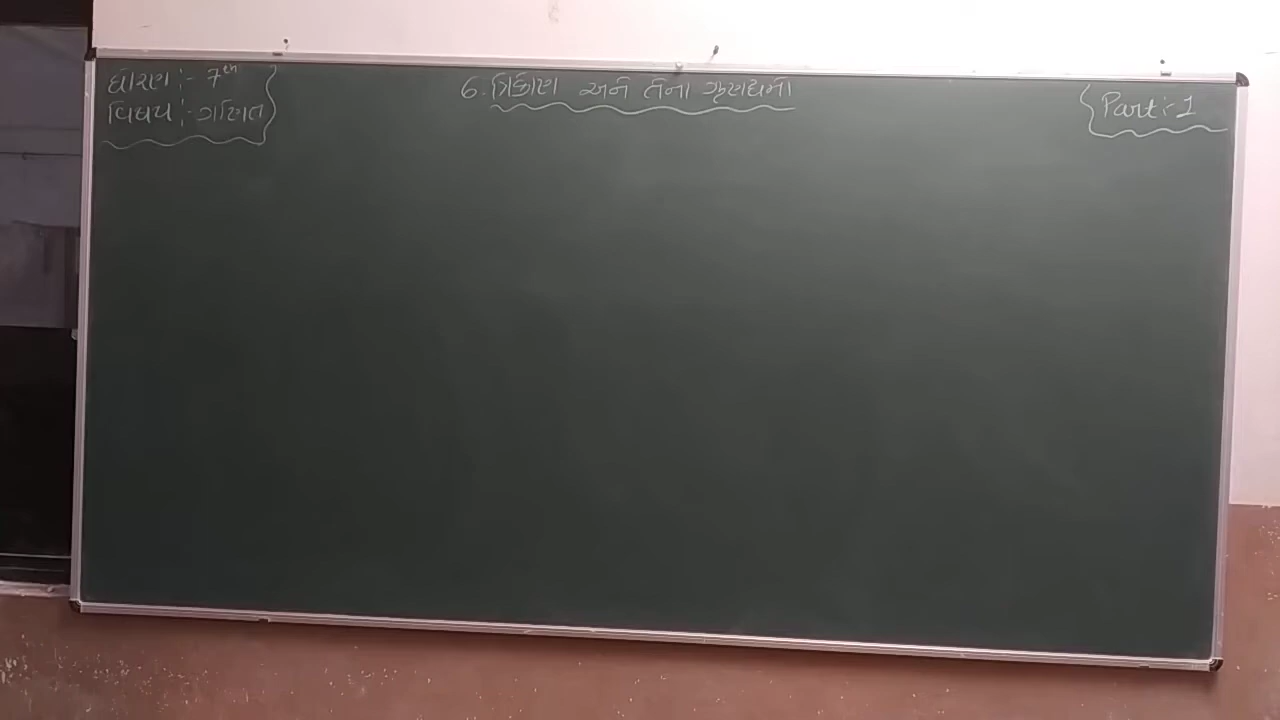 ધોરણ :- 7th
વિષય :- ગણિત
6. ત્રિકોણ અને તેના ગુણધર્મો
Part :- 1